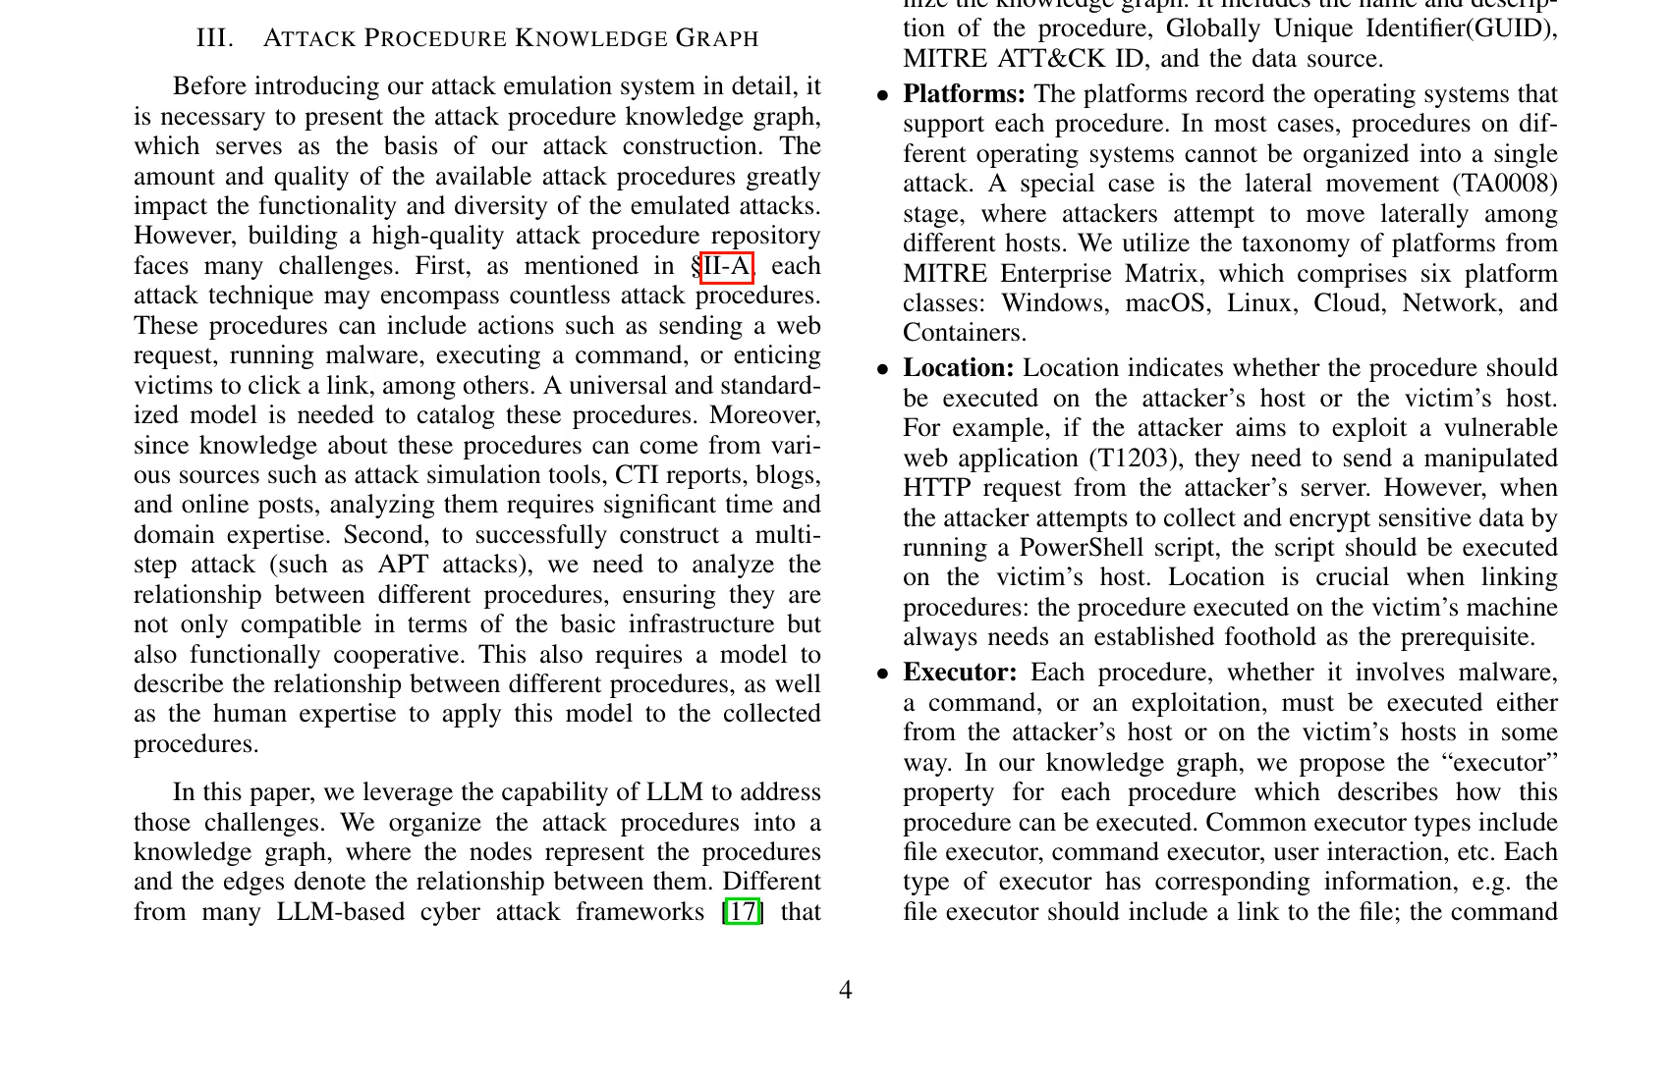 III. ATTACK PROCEDURE KNOWLEDGE GRAPH
Before introducing our attack emulation system in detail, it
is necessary to present the attack procedure knowledge graph,
which serves as the basis of our attack construction. The
amount and quality of the available attack procedures greatly
impact the functionality and diversity of the emulated attacks.
However, building a high-quality attack procedure repository
faces many challenges. First, as mentioned in §II-A, each
attack technique may encompass countless attack procedures.
These procedures can include actions such as sending a web
request, running malware, executing a command, or enticing
victims to click a link, among others. A universal and standard-
ized model is needed to catalog these procedures. Moreover,
since knowledge about these procedures can come from vari-
ous sources such as attack simulation tools, CTI reports, blogs,
and online posts, analyzing them requires significant time and
domain expertise. Second, to successfully construct a multi-
step attack (such as APT attacks), we need to analyze the
relationship between different procedures, ensuring they are
not only compatible in terms of the basic infrastructure but
also functionally cooperative. This also requires a model to
describe the relationship between different procedures, as well
as the human expertise to apply this model to the collected
procedures.
In this paper, we leverage the capability of LLM to address
those challenges. We organize the attack procedures into a
knowledge graph, where the nodes represent the procedures
and the edges denote the relationship between them. Different
from many LLM-based cyber attack frameworks [17] that
nize the knowledge graph. It includes the name and descrip-
tion of the procedure, Globally Unique Identifier(GUID),
MITRE ATT&CK ID, and the data source.
• Platforms: The platforms record the operating systems that
support each procedure. In most cases, procedures on dif-
ferent operating systems cannot be organized into a single
attack. A special case is the lateral movement (TA0008)
stage, where attackers attempt to move laterally among
different hosts. We utilize the taxonomy of platforms from
MITRE Enterprise Matrix, which comprises six platform
classes: Windows, macOS, Linux, Cloud, Network, and
Containers.
• Location: Location indicates whether the procedure should
be executed on the attacker's host or the victim's host.
For example, if the attacker aims to exploit a vulnerable
web application (T1203), they need to send a manipulated
HTTP request from the attacker's server. However, when
the attacker attempts to collect and encrypt sensitive data by
running a PowerShell script, the script should be executed
on the victim's host. Location is crucial when linking
procedures: the procedure executed on the victim's machine
always needs an established foothold as the prerequisite.
• Executor: Each procedure, whether it involves malware,
a command, or an exploitation, must be executed either
from the attacker's host or on the victim's hosts in some
way. In our knowledge graph, we propose the “executor”
property for each procedure which describes how this
procedure can be executed. Common executor types include
file executor, command executor, user interaction, etc. Each
type of executor has corresponding information, e.g. the
file executor should include a link to the file; the command
4